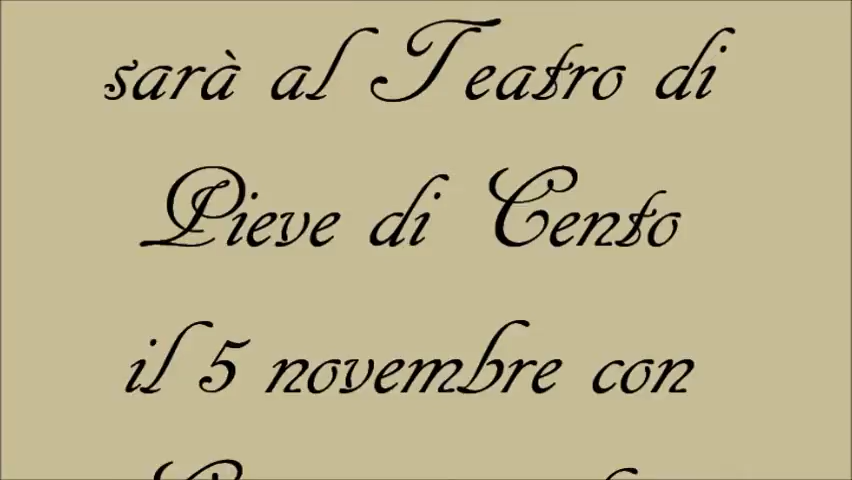 sarà al Teatro di
Pieve di Cento
il 5 novembre con